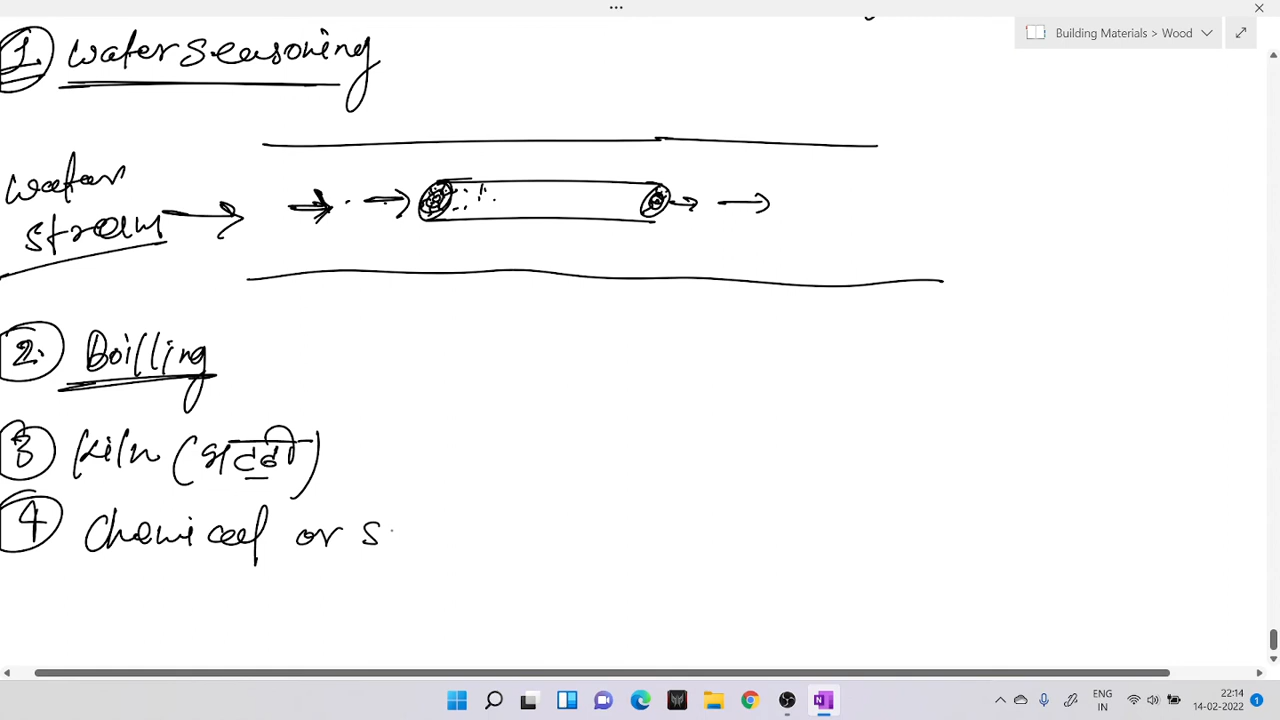 Building Materials > Wood
1. water seasoning
water
stream
2. Boilling
3 Kiln (भट्टी)
4 Chemical or s
ENG
IN
22:14
14-02-2022
1